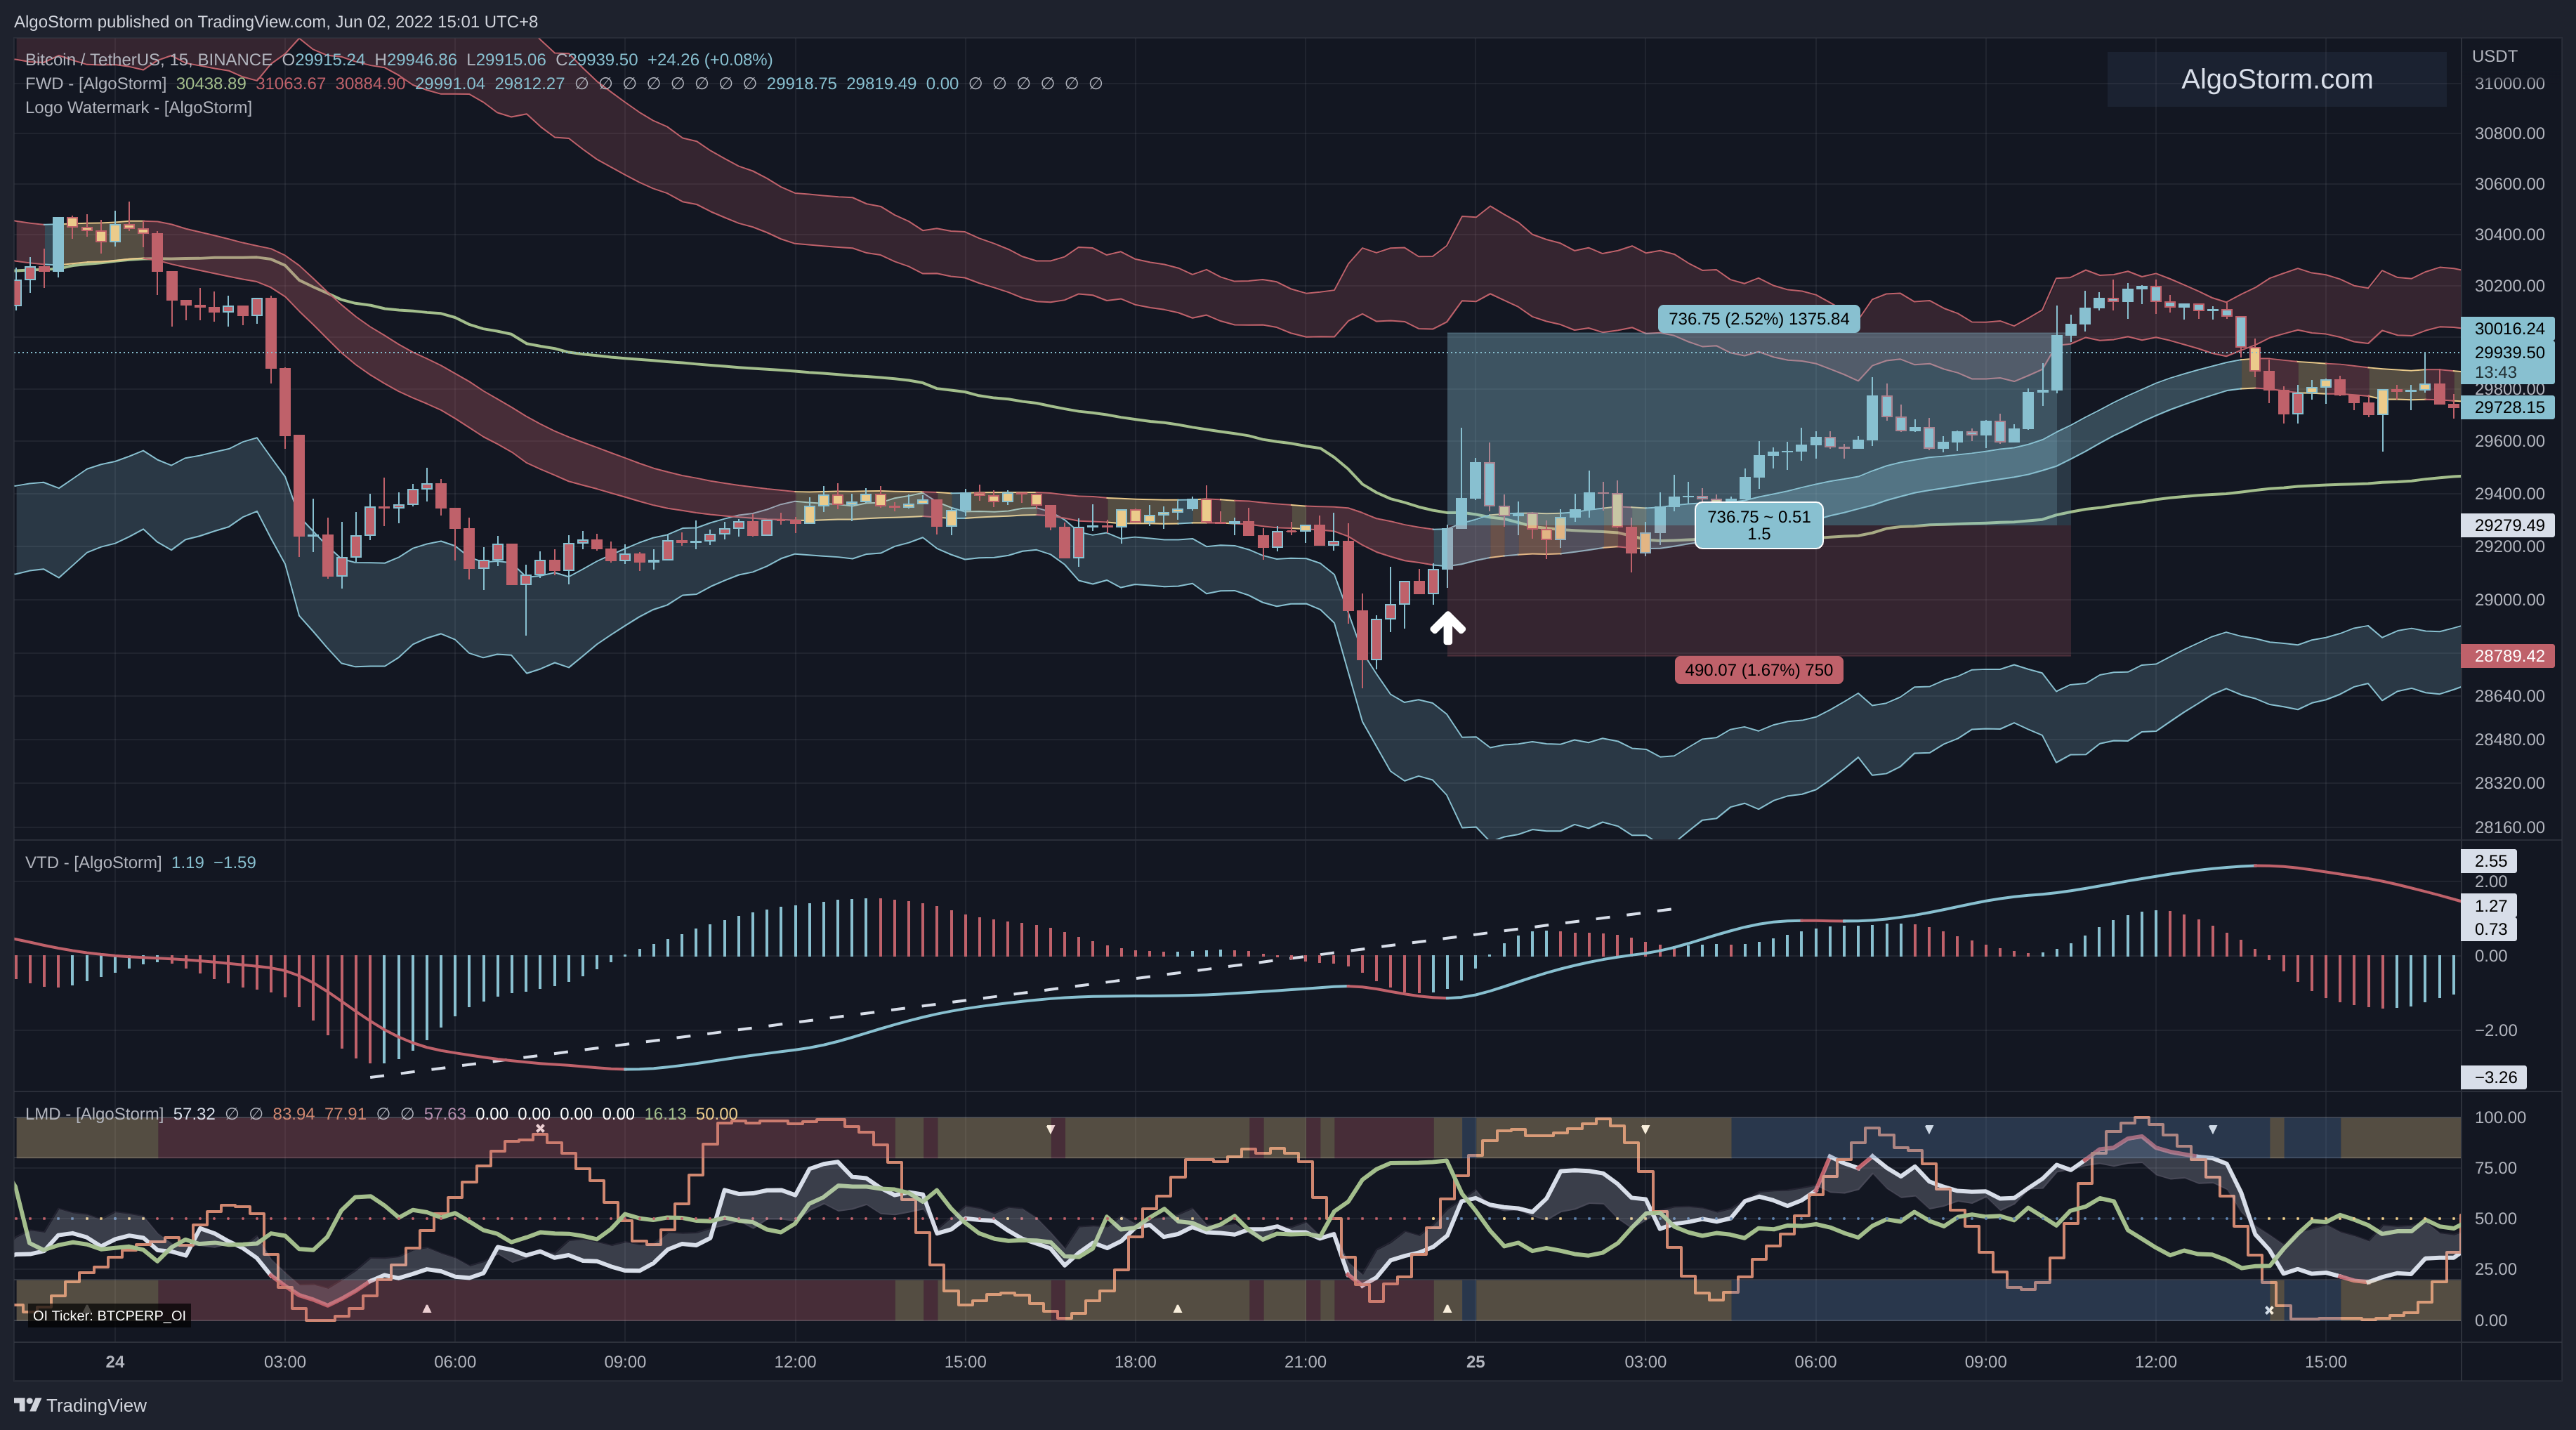 AlgoStorm published on TradingView.com, Jun 02, 2022 15:01 UTC+8
Bitcoin / TetherUS, 15, BINANCE O29915.24 H29946.86 L29915.06 C29939.50 +24.26 (+0.08%)
FWD - [AlgoStorm] 30438.89 31063.67 30884.90 29991.04 29812.27 ∅ ∅ ∅ ∅ ∅ ∅ ∅ ∅ 29918.75 29819.49 0.00 ∅ ∅ ∅ ∅ ∅ ∅
Logo Watermark - [AlgoStorm]
AlgoStorm.com
USDT
31000.00
30800.00
30600.00
30400.00
30200.00
30016.24
29939.50
13:43
29800.00
29728.15
29600.00
29400.00
29279.49
29200.00
29000.00
28789.42
28640.00
28480.00
28320.00
28160.00
736.75 (2.52%) 1375.84
736.75 ~ 0.51
1.5
490.07 (1.67%) 750
VTD - [AlgoStorm] 1.19 −1.59
2.55
2.00
1.27
0.73
0.00
−2.00
−3.26
LMD - [AlgoStorm] 57.32 ∅ ∅ 83.94 77.91 ∅ ∅ 57.63 0.00 0.00 0.00 0.00 16.13 50.00
100.00
75.00
50.00
25.00
0.00
OI Ticker: BTCPERP_OI
24 03:00 06:00 09:00 12:00 15:00 18:00 21:00 25 03:00 06:00 09:00 12:00 15:00
TradingView